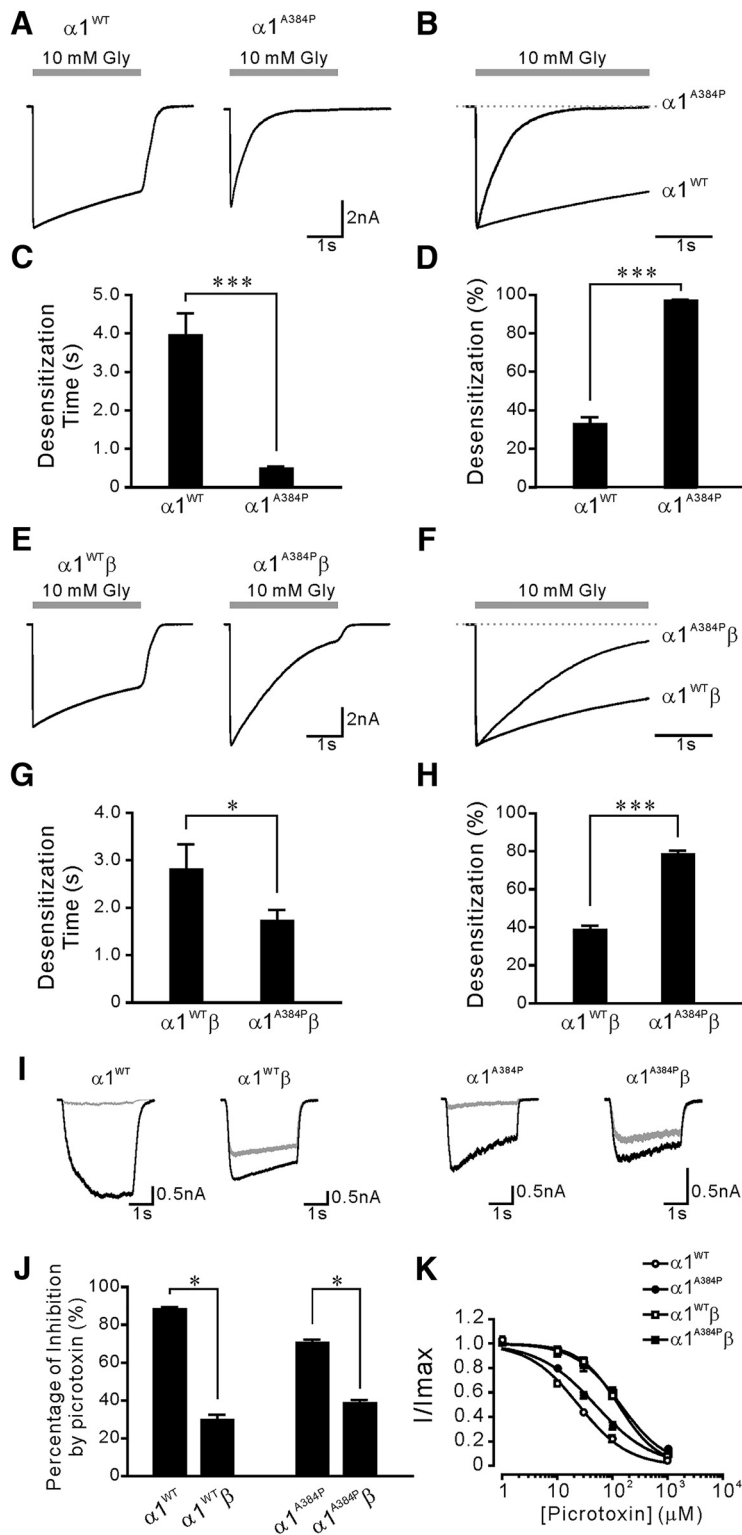 A
α1ᵂᵀ
α1ᴬ³⁸⁴ᴾ
10 mM Gly
10 mM Gly
2nA
1s
B
10 mM Gly
α1ᴬ³⁸⁴ᴾ
α1ᵂᵀ
1s
C
Desensitization
Time (s)
5.0
4.0
3.0
2.0
1.0
0
***
α1ᵂᵀ
α1ᴬ³⁸⁴ᴾ
D
Desensitization (%)
100
80
60
40
20
0
***
α1ᵂᵀ
α1ᴬ³⁸⁴ᴾ
E
α1ᵂᵀβ
α1ᴬ³⁸⁴ᴾβ
10 mM Gly
10 mM Gly
2nA
1s
F
10 mM Gly
α1ᴬ³⁸⁴ᴾβ
α1ᵂᵀβ
1s
G
Desensitization
Time (s)
4.0
3.0
2.0
1.0
0
*
α1ᵂᵀβ
α1ᴬ³⁸⁴ᴾβ
H
Desensitization (%)
100
80
60
40
20
0
***
α1ᵂᵀβ
α1ᴬ³⁸⁴ᴾβ
I
α1ᵂᵀ
α1ᵂᵀβ
α1ᴬ³⁸⁴ᴾ
α1ᴬ³⁸⁴ᴾβ
0.5nA
1s
0.5nA
1s
0.5nA
1s
0.5nA
1s
J
Percentage of Inhibition
by picrotoxin (%)
100
80
60
40
20
0
*
*
α1ᵂᵀ
α1ᵂᵀβ
α1ᴬ³⁸⁴ᴾ
α1ᴬ³⁸⁴ᴾβ
K
α1ᵂᵀ
α1ᴬ³⁸⁴ᴾ
α1ᵂᵀβ
α1ᴬ³⁸⁴ᴾβ
I/Imax
1.2
1.0
0.8
0.6
0.4
0.2
0
1
10¹
10²
10³
10⁴
[Picrotoxin] (μM)